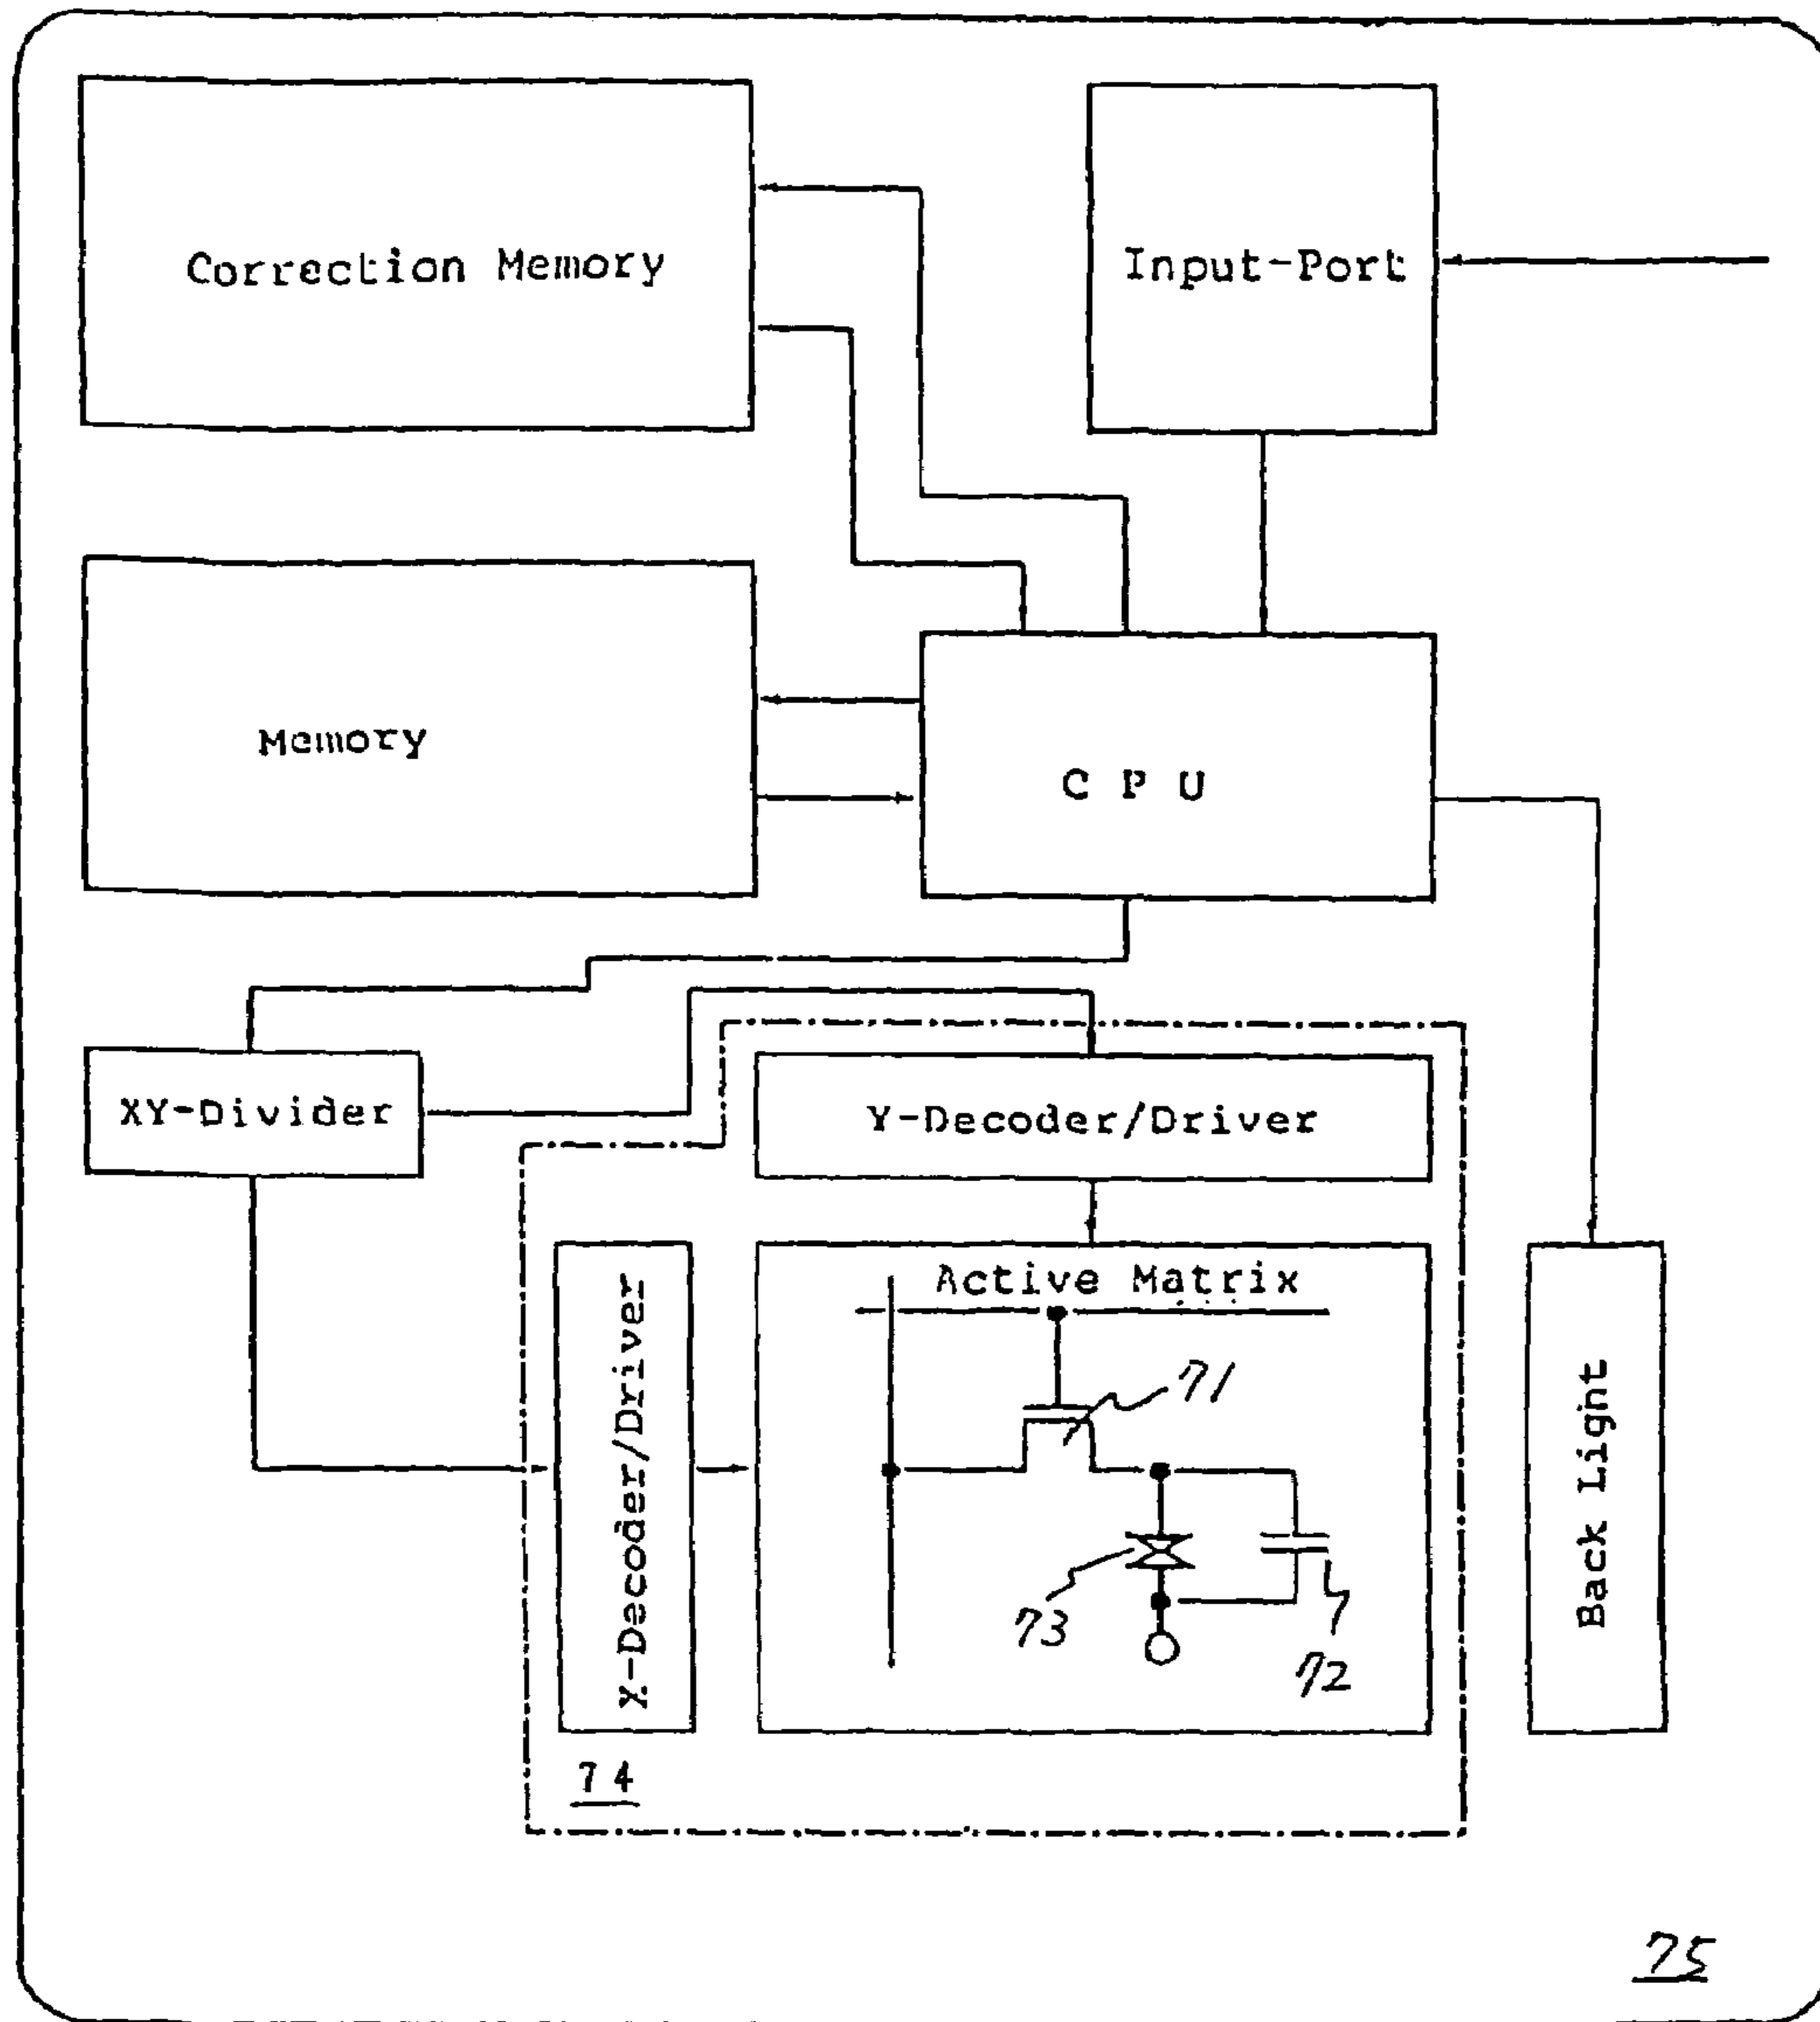 Correction Memory
Input-Port
Memory
C P U
XY-Divider
Y-Decoder/Driver
X-Decoder/Driver
Active Matrix
71
73
72
Back Light
74
75